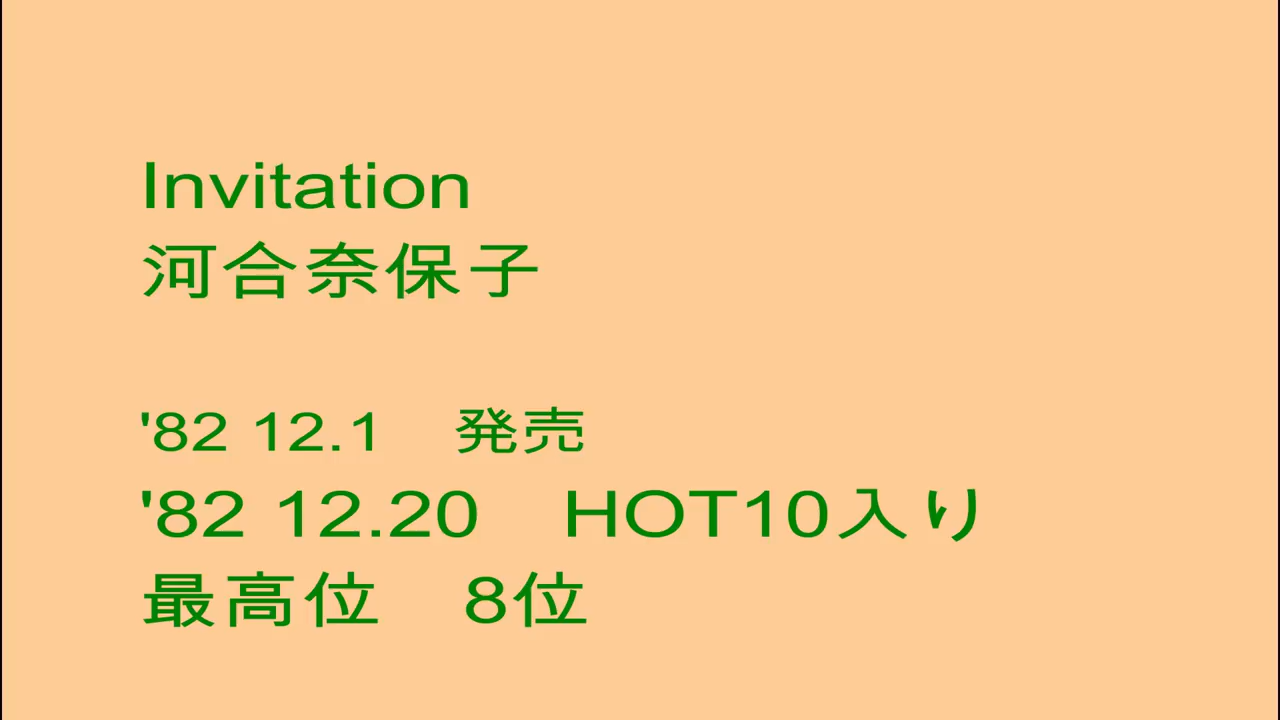 Invitation
河合奈保子
'82 12.1　発売
'82 12.20　HOT10入り
最高位　8位